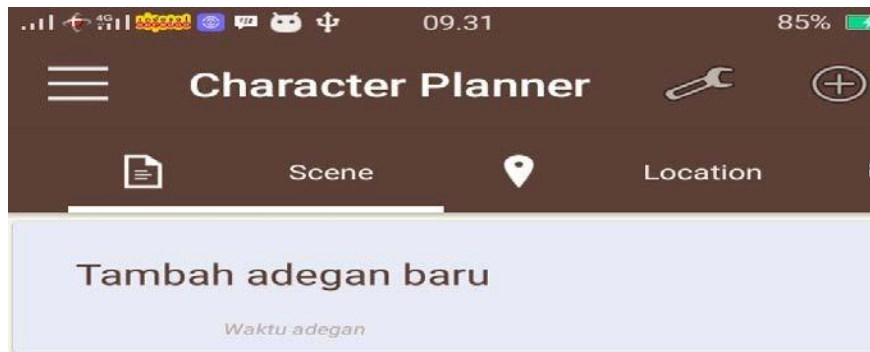 09.31 85%
Character Planner
Scene Location
Tambah adegan baru
Waktu adegan